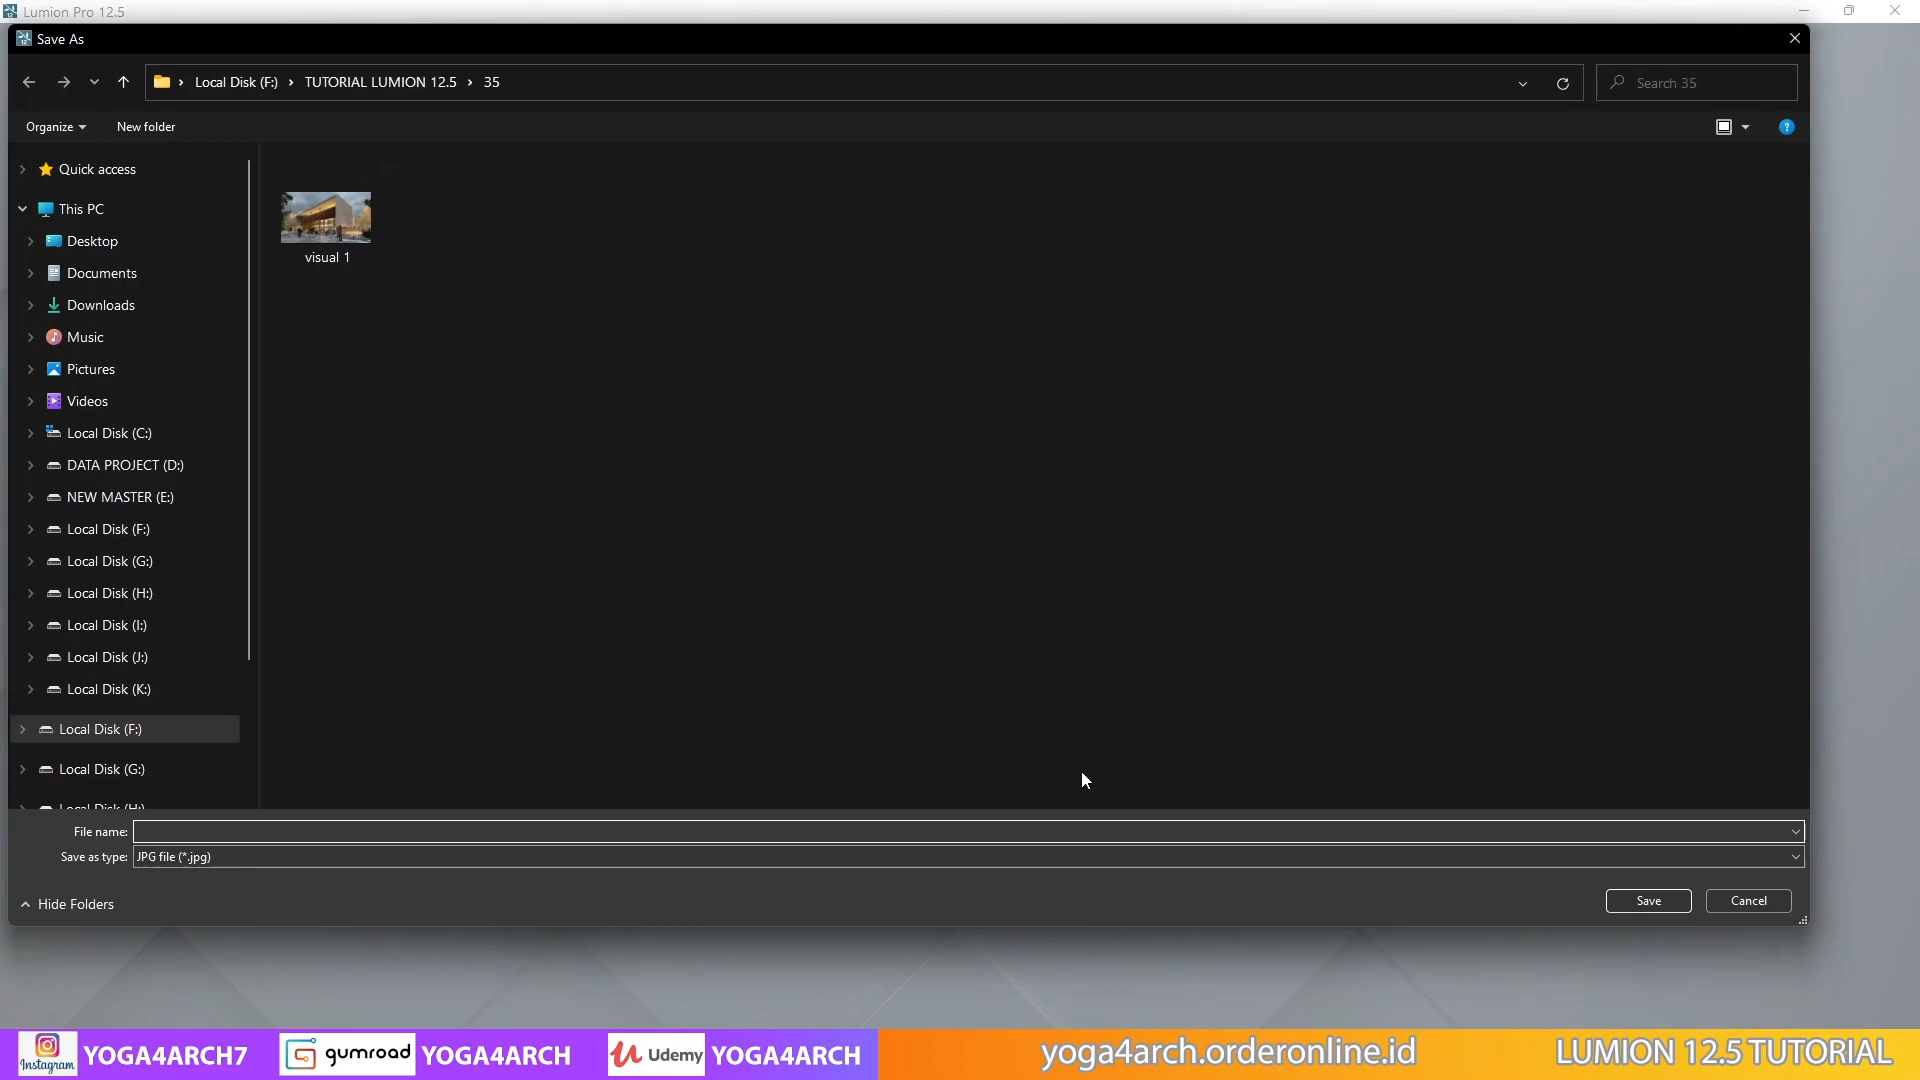 Lumion Pro 12.5
Save As
Local Disk (F:) › TUTORIAL LUMION 12.5 › 35
Search 35
Organize
New folder
Quick access
This PC
Desktop
Documents
Downloads
Music
Pictures
Videos
Local Disk (C:)
DATA PROJECT (D:)
NEW MASTER (E:)
Local Disk (F:)
Local Disk (G:)
Local Disk (H:)
Local Disk (I:)
Local Disk (J:)
Local Disk (K:)
Local Disk (F:)
Local Disk (G:)
Local Disk (H:)
visual 1
File name:
Save as type: JPG file (*.jpg)
Hide Folders
Save
Cancel
Instagram YOGA4ARCH7 gumroad YOGA4ARCH Udemy YOGA4ARCH yoga4arch.orderonline.id LUMION 12.5 TUTORIAL